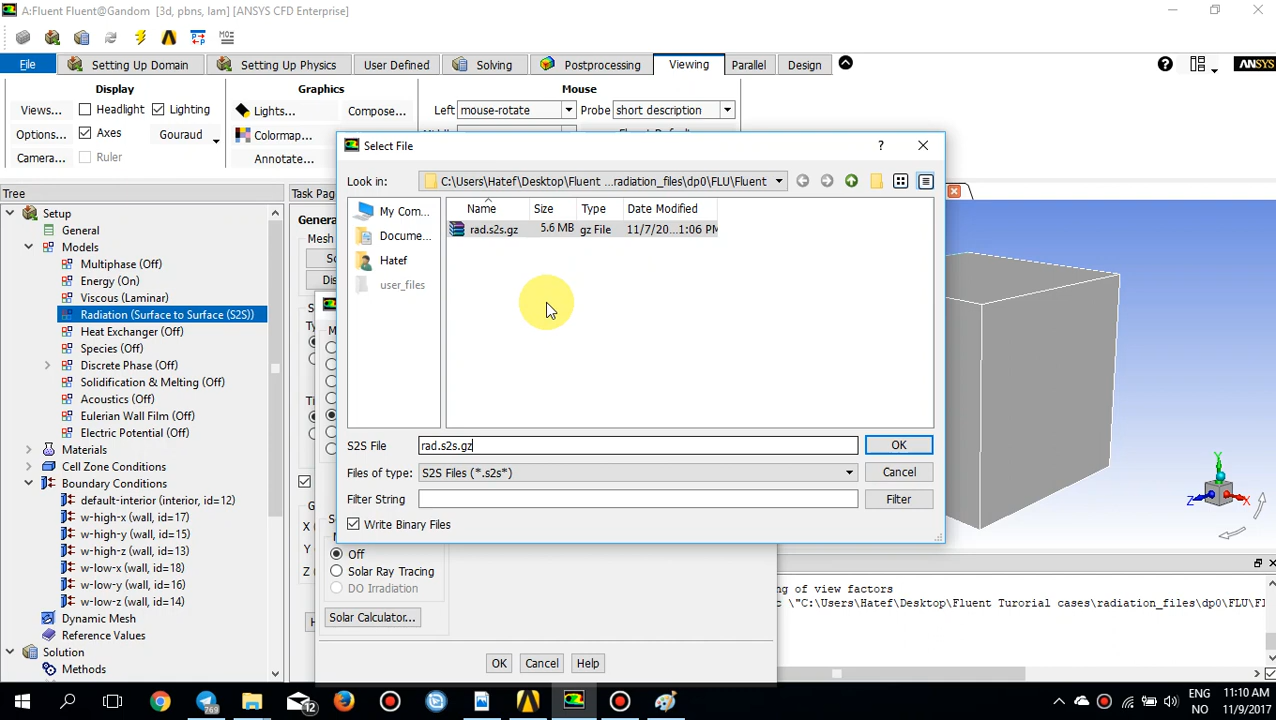 A:Fluent Fluent@Gandom [3d, pbns, lam] [ANSYS CFD Enterprise]
File
Setting Up Domain
Setting Up Physics
User Defined
Solving
Postprocessing
Viewing
Parallel
Design
ANSYS
Display
Graphics
Mouse
Views...
Headlight
Lighting
Lights...
Compose...
Left
mouse-rotate
Probe
short description
Options...
Axes
Gouraud
Colormap...
Camera...
Ruler
Annotate...
Select File
Look in:
C:\Users\Hatef\Desktop\Fluent ...radiation_files\dp0\FLU\Fluent
Tree
Task Pag
Setup
General
Models
Multiphase (Off)
Energy (On)
Viscous (Laminar)
Radiation (Surface to Surface (S2S))
Heat Exchanger (Off)
Species (Off)
Discrete Phase (Off)
Solidification & Melting (Off)
Acoustics (Off)
Eulerian Wall Film (Off)
Electric Potential (Off)
Materials
Cell Zone Conditions
Boundary Conditions
default-interior (interior, id=12)
w-high-x (wall, id=17)
w-high-y (wall, id=15)
w-high-z (wall, id=13)
w-low-x (wall, id=18)
w-low-y (wall, id=16)
w-low-z (wall, id=14)
Dynamic Mesh
Reference Values
Solution
Methods
Genera
Mesh
My Com...
Docume...
Hatef
user_files
Name
Size
Type
Date Modified
rad.s2s.gz
5.6 MB
gz File
11/7/20...1:06 PM
S2S File
rad.s2s.gz
OK
Files of type:
S2S Files (*.s2s*)
Cancel
Filter String
Filter
Write Binary Files
X
Y
Z
Off
Solar Ray Tracing
DO Irradiation
Solar Calculator...
OK
Cancel
Help
Y
Z
X
ng of view factors
c \"C:\Users\Hatef\Desktop\Fluent Turorial cases\radiation_files\dp0\FLU\Fl
769
12
ENG
NO
11:10 AM
11/9/2017